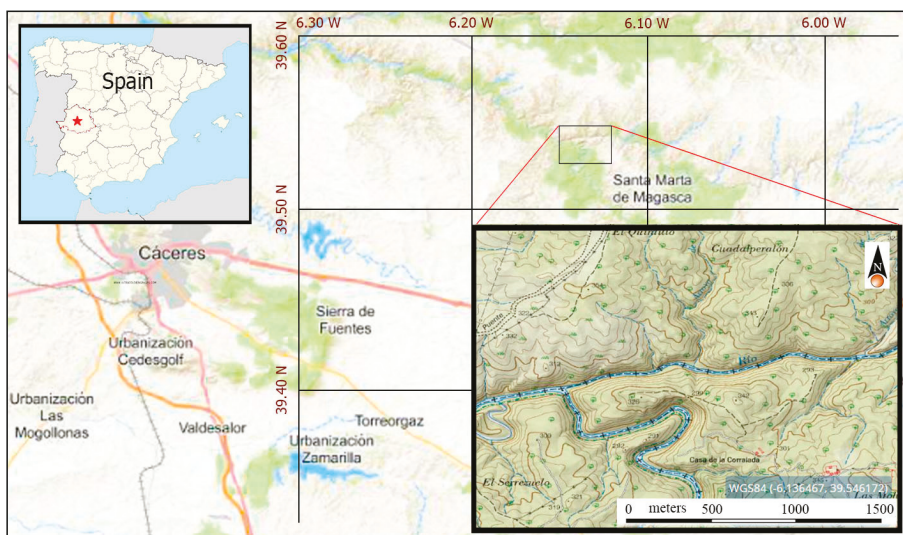 6.30 W
6.20 W
6.10 W
6.00 W
39.60 N
Spain
Santa Marta
de Magasca
39.50 N
Cáceres
Sierra de
Fuentes
Urbanización
Cedesgolf
39.40 N
Urbanización
Las
Mogollonas
Valdesalor
Torreorgaz
Urbanización
Zamarilla
El Quinillo
Guadalperalón
N
Puente
Río
Casa de la Corralada
El Serrezuelo
WGS84 (-6,136467, 39.546172)
0 meters 500 1000 1500